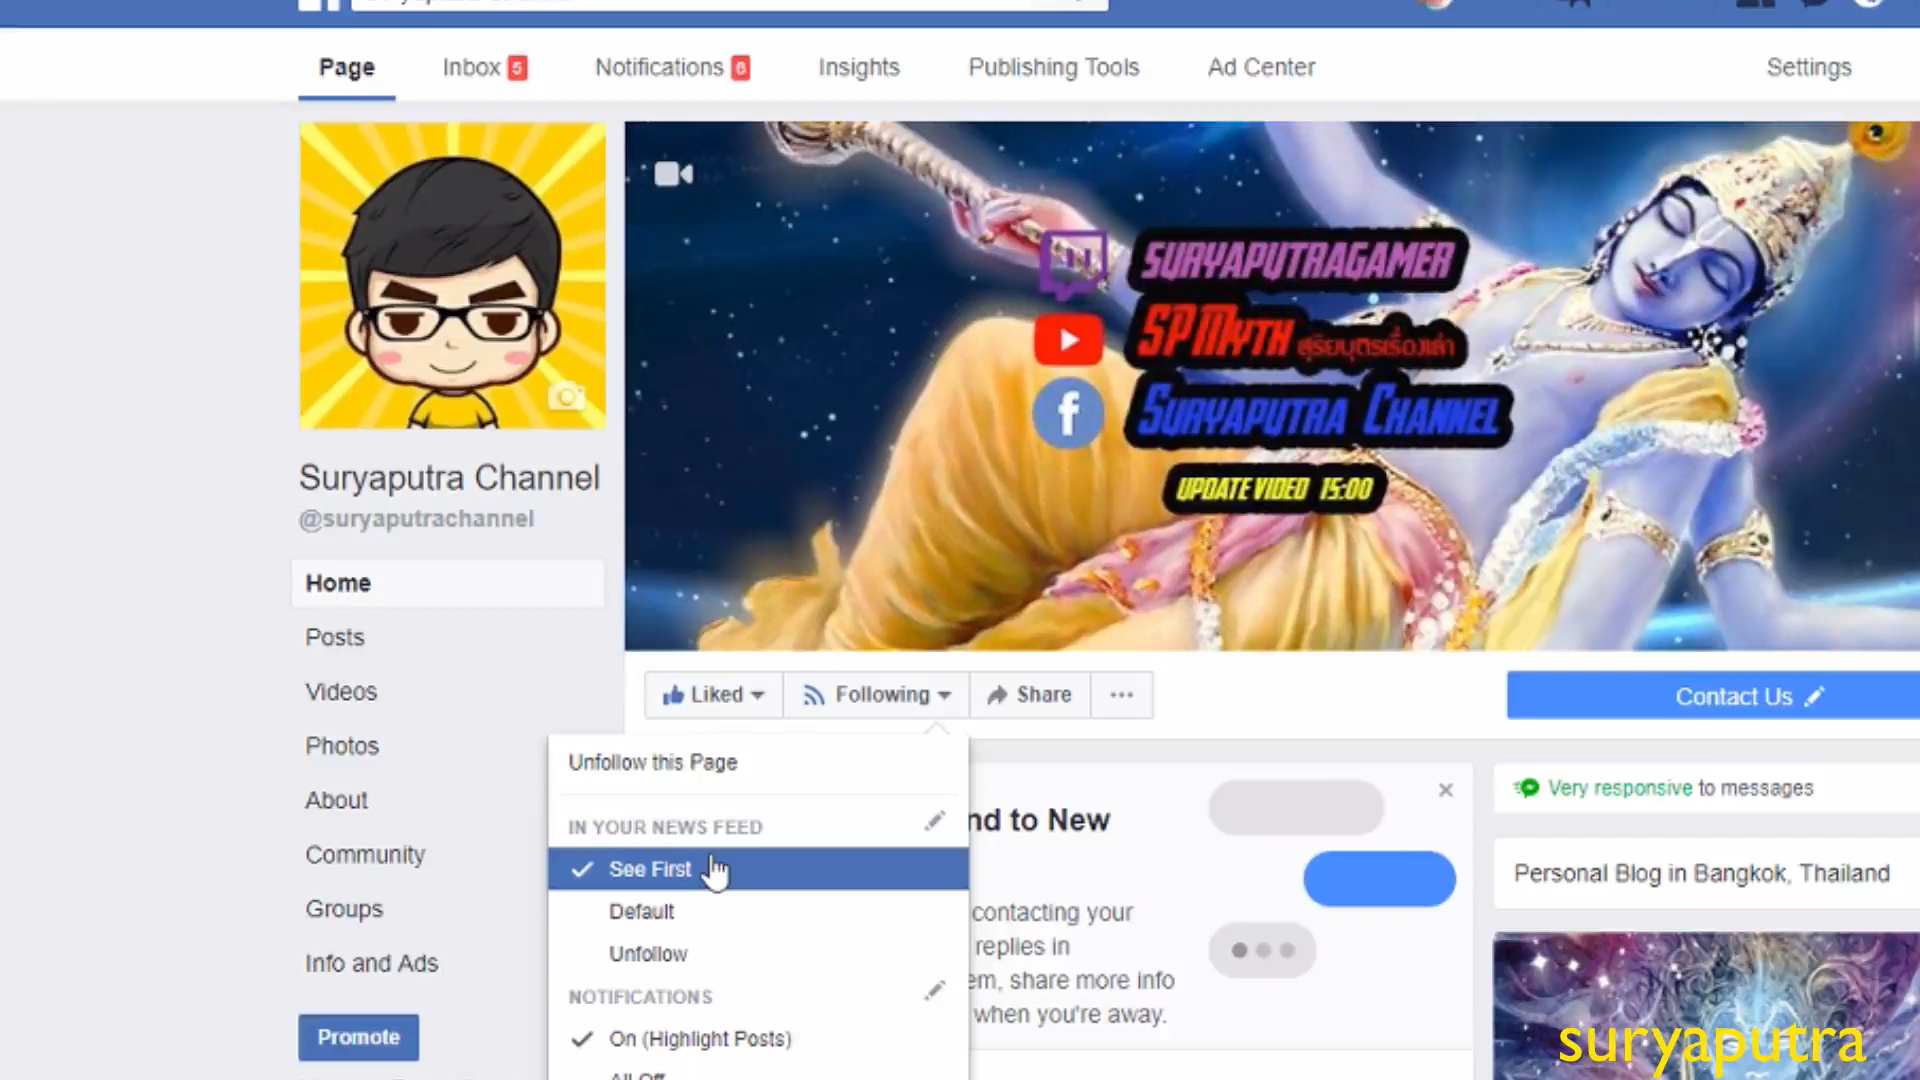 Page
Inbox 5
Notifications 6
Insights
Publishing Tools
Ad Center
Settings
SURYAPUTRAGAMER
SP MYTH สุริยบุตรเรื่องเล่า
SURYAPUTRA CHANNEL
UPDATE VIDEO 15:00
Suryaputra Channel
@suryaputrachannel
Home
Posts
Videos
Photos
About
Community
Groups
Info and Ads
Promote
Liked
Following
Share
Contact Us
Unfollow this Page
IN YOUR NEWS FEED
See First
Default
Unfollow
NOTIFICATIONS
On (Highlight Posts)
All Off
nd to New
contacting your
replies in
em, share more info
when you're away.
Very responsive to messages
Personal Blog in Bangkok, Thailand
suryaputra